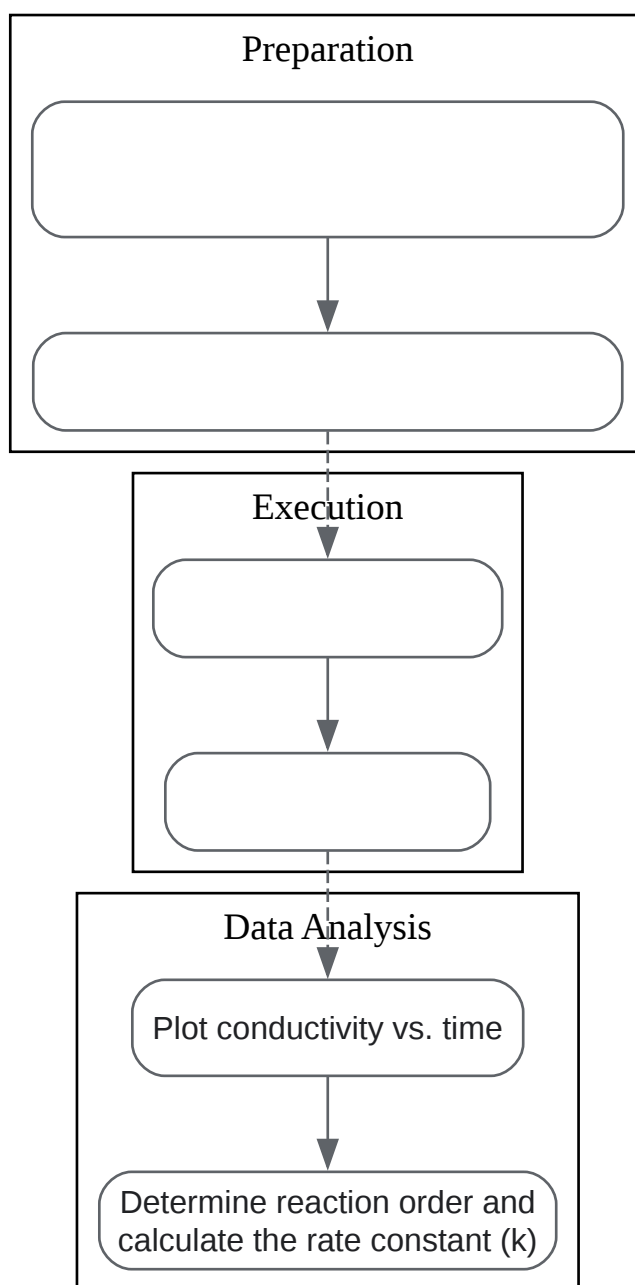 Preparation
Execution
Data Analysis
Plot conductivity vs. time
Determine reaction order and
calculate the rate constant (k)